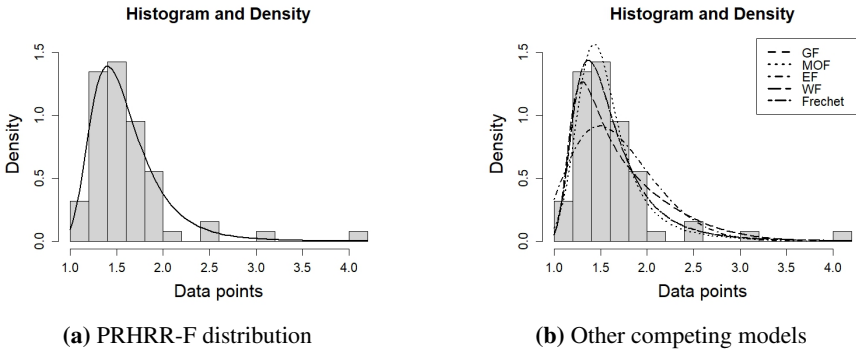 Histogram and Density
Density
0.0 0.5 1.0 1.5
1.0 1.5 2.0 2.5 3.0 3.5 4.0
Data points
(a) PRHRR-F distribution
Histogram and Density
Density
0.0 0.5 1.0 1.5
GF
MOF
EF
WF
Frechet
1.0 1.5 2.0 2.5 3.0 3.5 4.0
Data points
(b) Other competing models